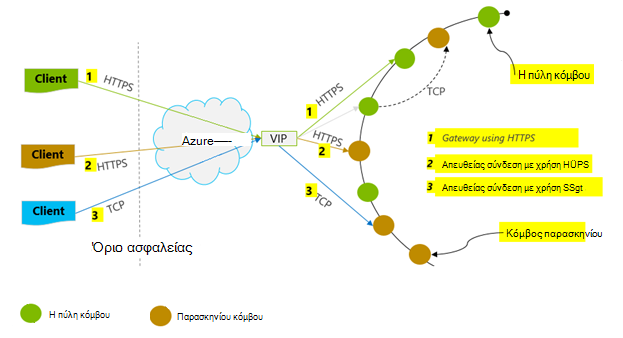 Client
1
HTTPS
Client
2
HTTPS
Client
3
TCP
Azure
VIP
1
HTTPS
HTTPS
2
3
TCP
TCP
Η πύλη κόμβου
1 Gateway using HTTPS
2 Απευθείας σύνδεση με χρήση HÜPS
3 Απευθείας σύνδεση με χρήση SSgt
Κόμβος παρασκηνίου
Όριο ασφαλείας
Η πύλη κόμβου
Παρασκηνίου κόμβου